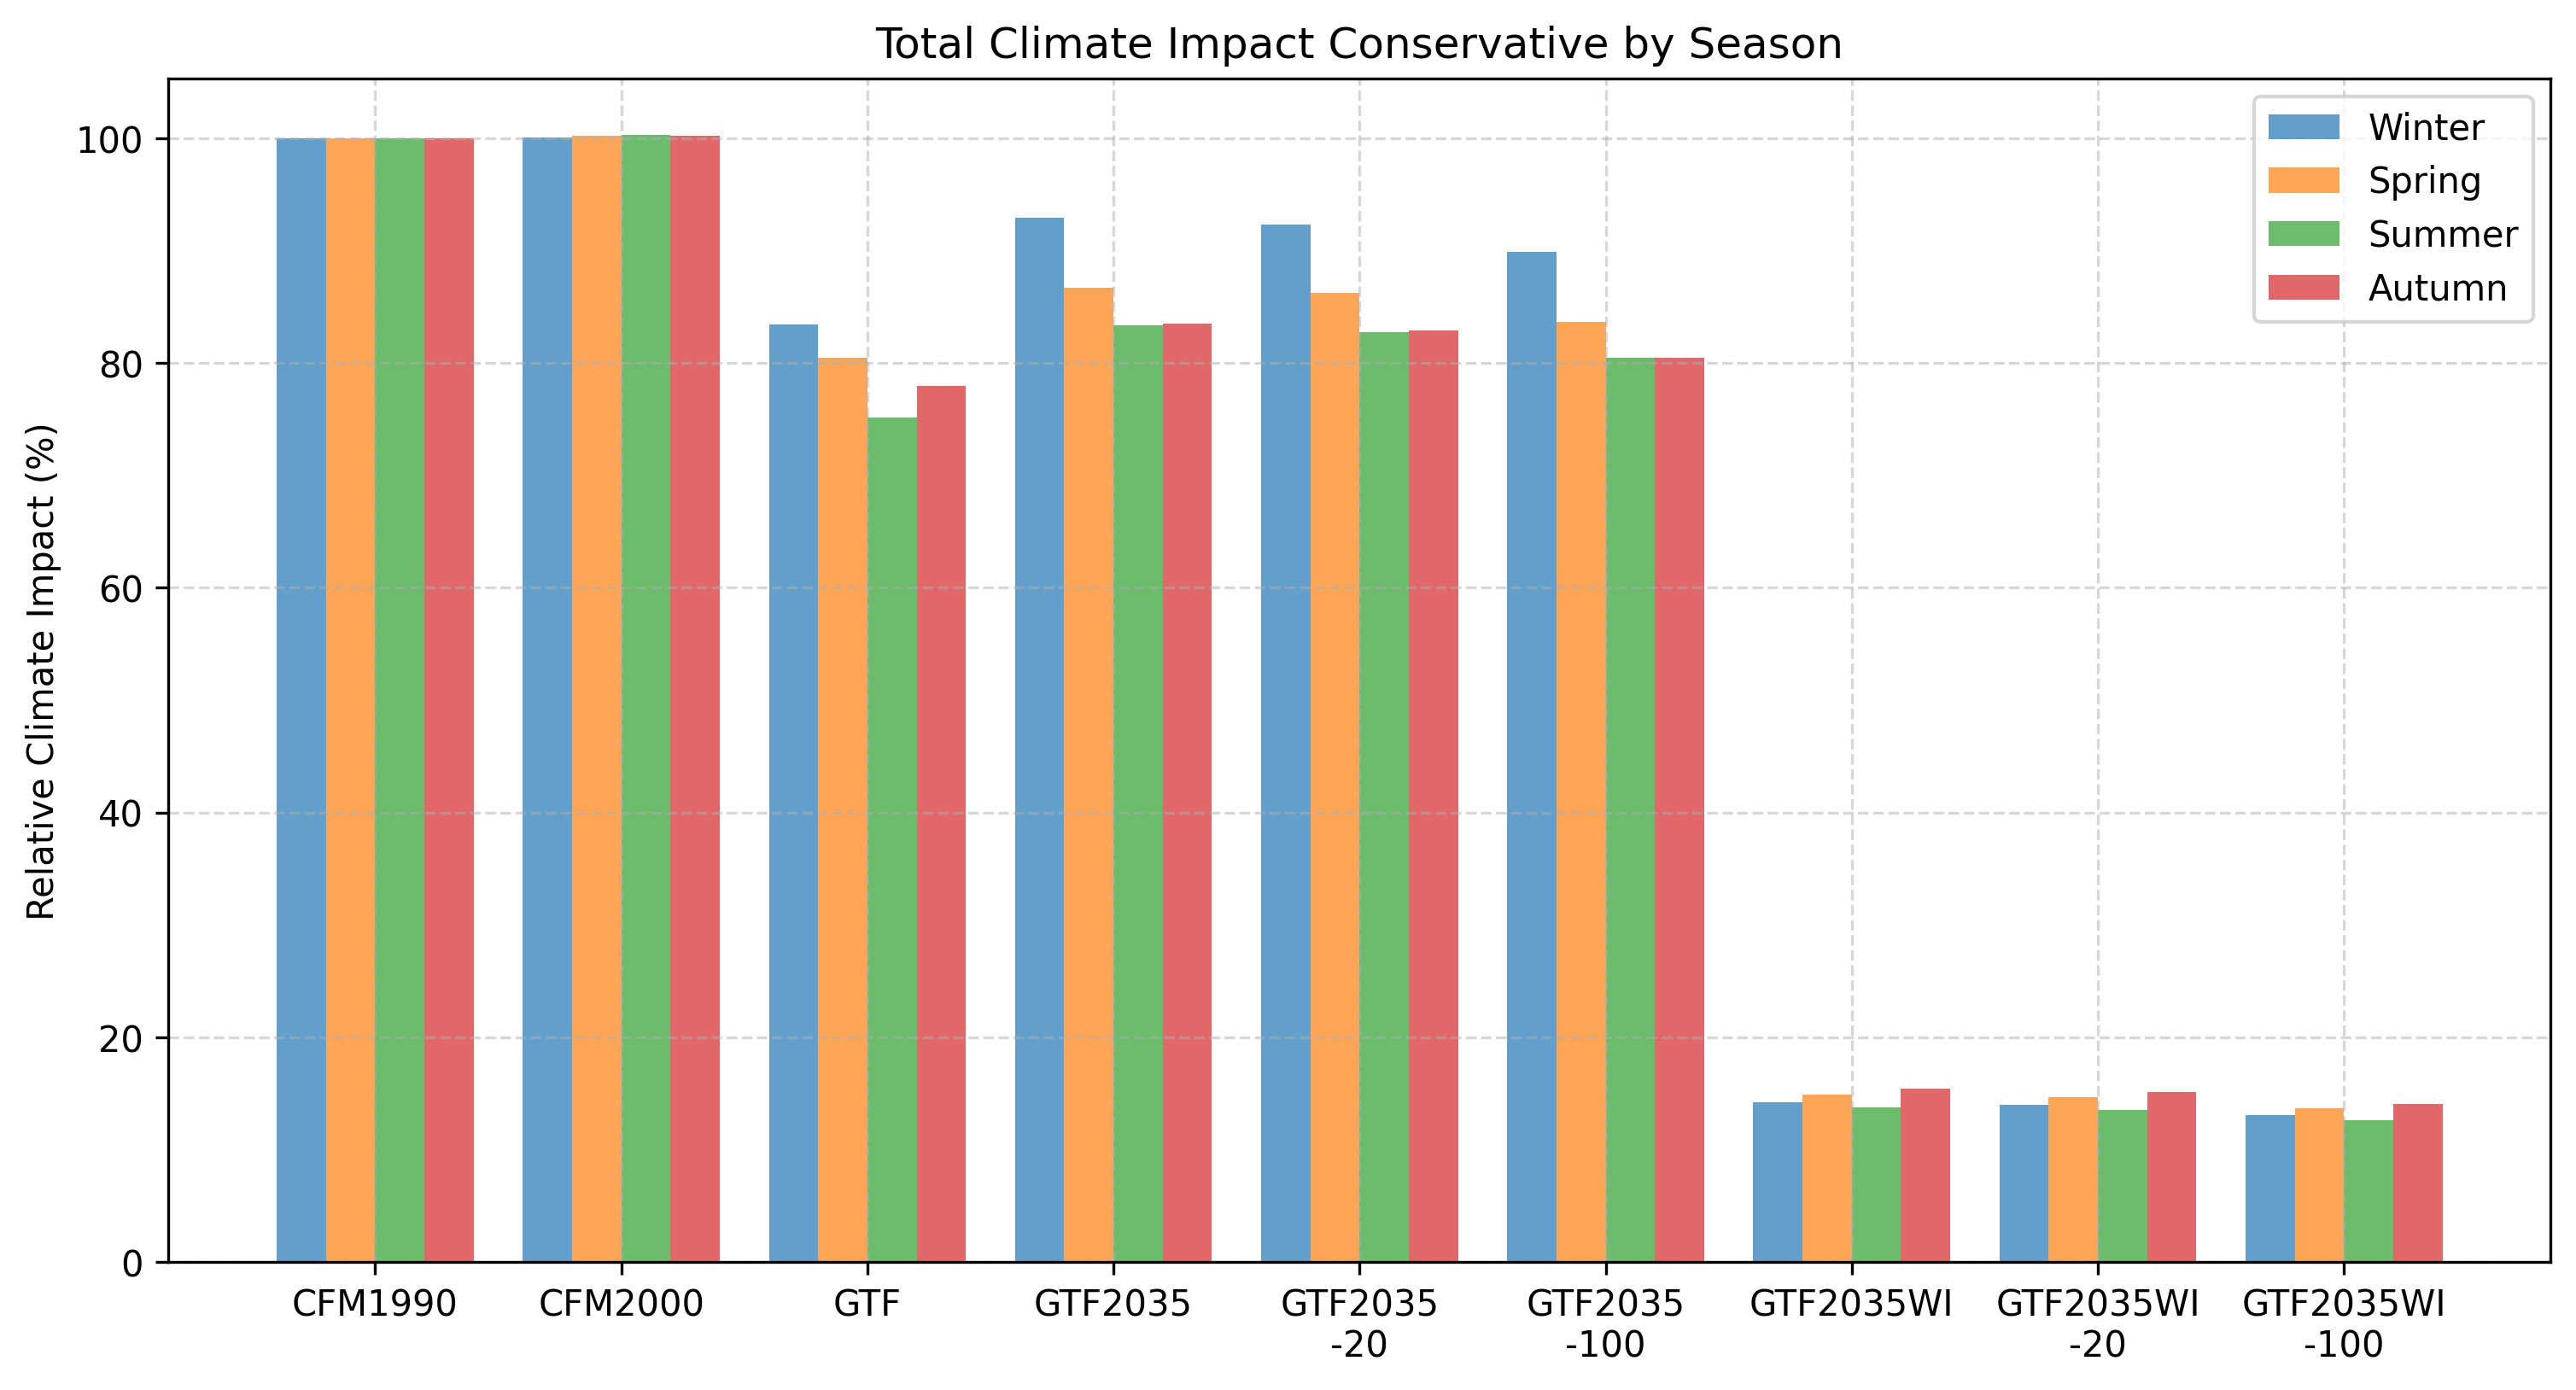 Total Climate Impact Conservative by Season
Relative Climate Impact (%)
100
80
60
40
20
0
Winter
Spring
Summer
Autumn
CFM1990
CFM2000
GTF
GTF2035
GTF2035
-20
GTF2035
-100
GTF2035WI
GTF2035WI
-20
GTF2035WI
-100